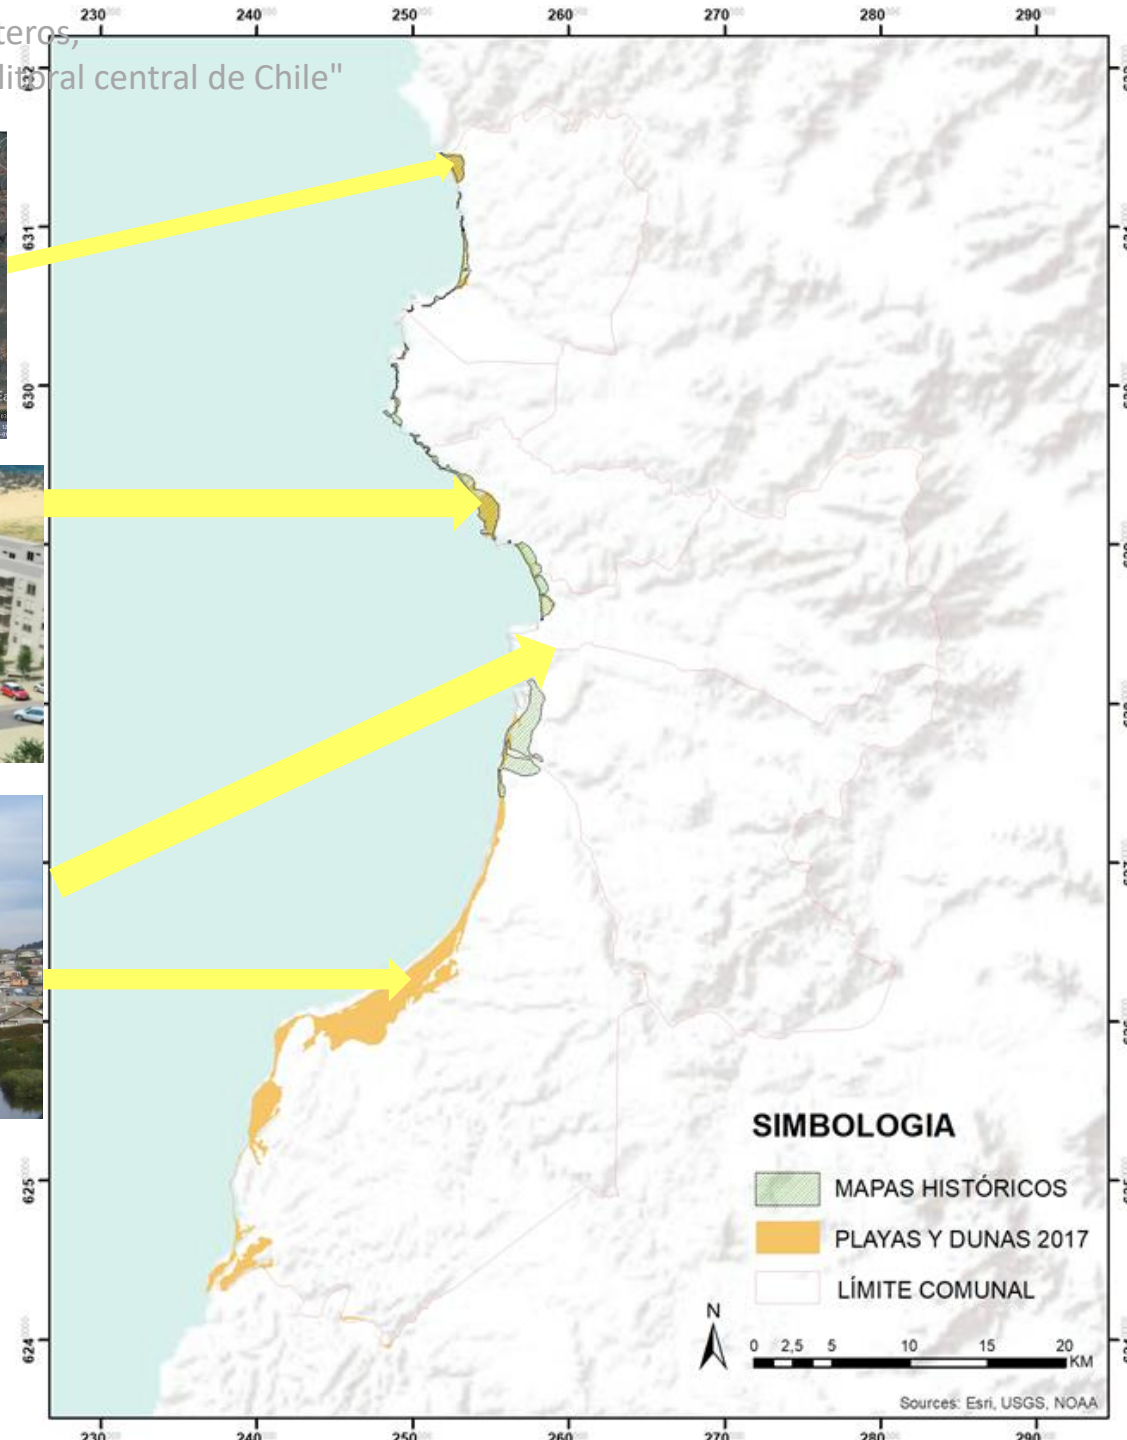 teros,
litoral central de Chile"
230 240 250 260 270 280 290
631
630
625
624
SIMBOLOGIA
MAPAS HISTÓRICOS
PLAYAS Y DUNAS 2017
LÍMITE COMUNAL
N
0 2,5 5 10 15 20
KM
Sources: Esri, USGS, NOAA
230 240 250 260 270 280 290